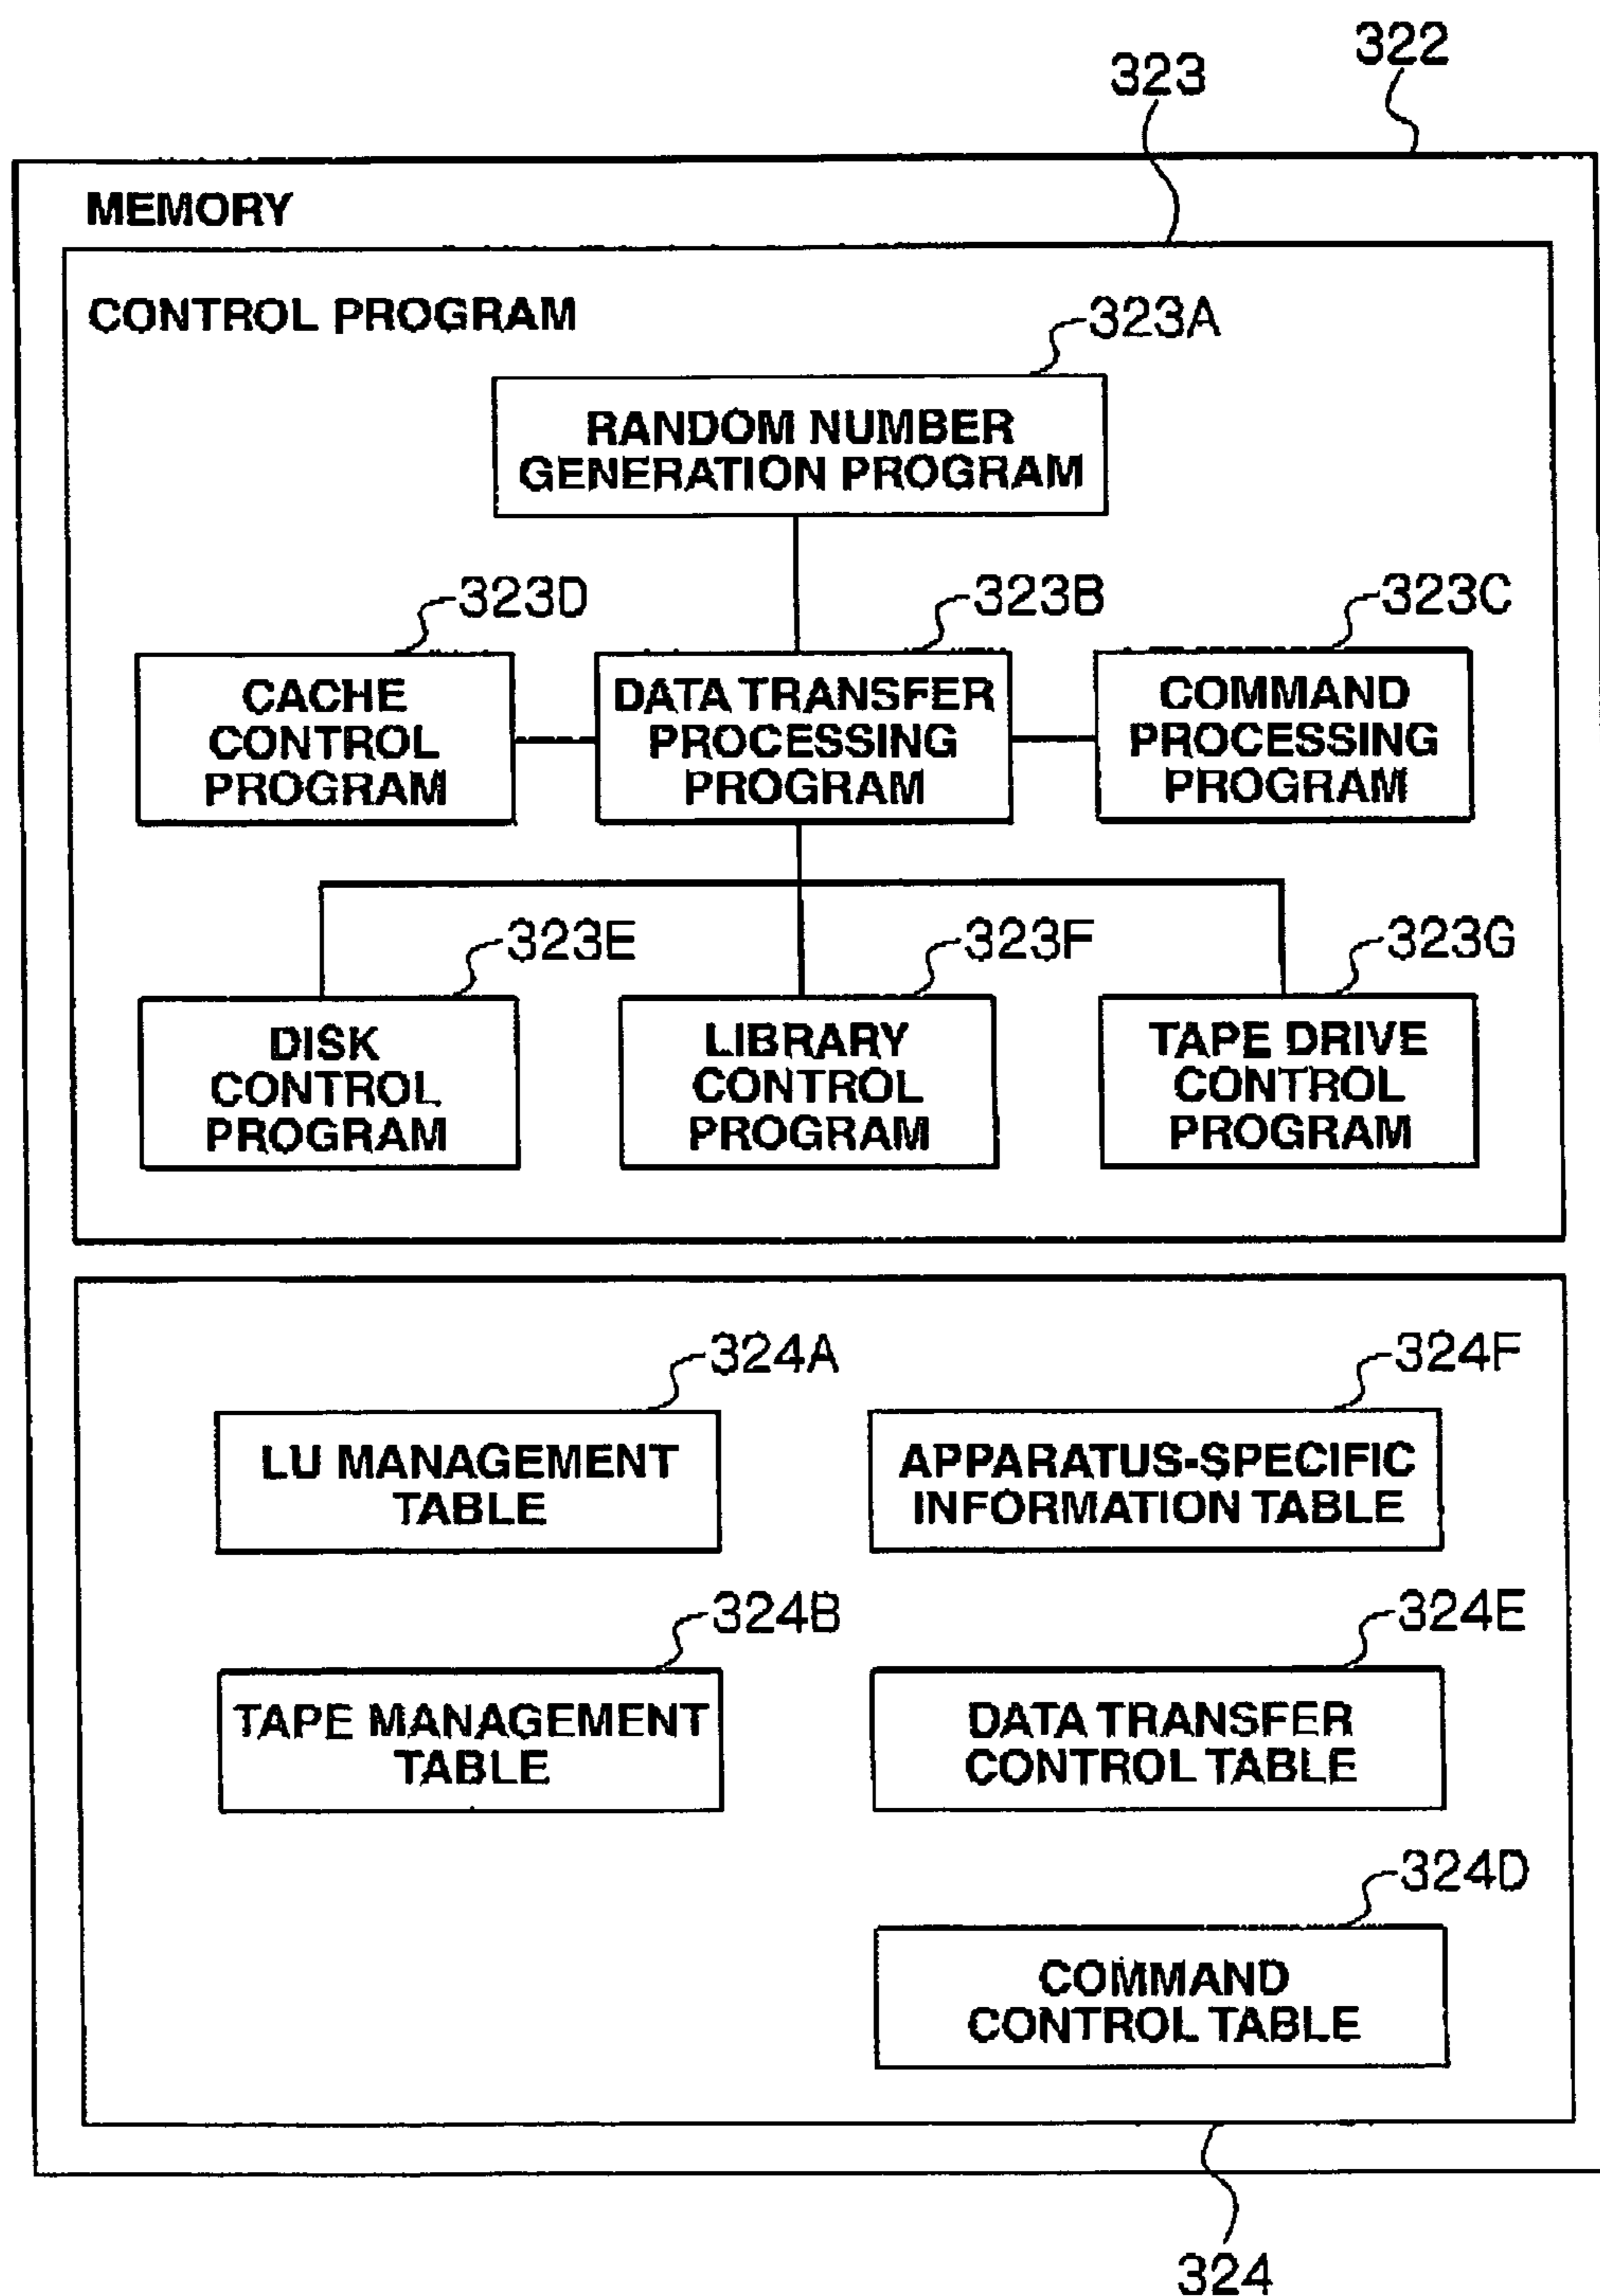 322
323
MEMORY
CONTROL PROGRAM
323A
RANDOM NUMBER
GENERATION PROGRAM
323D
323B
323C
CACHE
CONTROL
PROGRAM
DATA TRANSFER
PROCESSING
PROGRAM
COMMAND
PROCESSING
PROGRAM
323E
323F
323G
DISK
CONTROL
PROGRAM
LIBRARY
CONTROL
PROGRAM
TAPE DRIVE
CONTROL
PROGRAM
324A
324F
LU MANAGEMENT
TABLE
APPARATUS-SPECIFIC
INFORMATION TABLE
324B
324E
TAPE MANAGEMENT
TABLE
DATA TRANSFER
CONTROL TABLE
324D
COMMAND
CONTROL TABLE
324